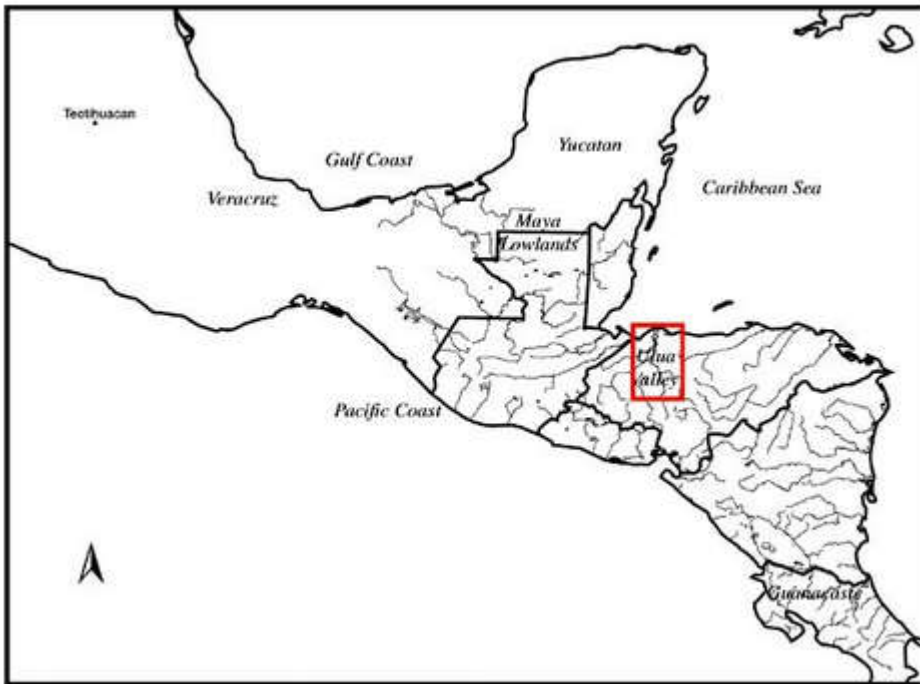 Teotihuacan
Gulf Coast
Yucatan
Veracruz
Caribbean Sea
Maya
Lowlands
Ulua
Valley
Pacific Coast
Guanacaste